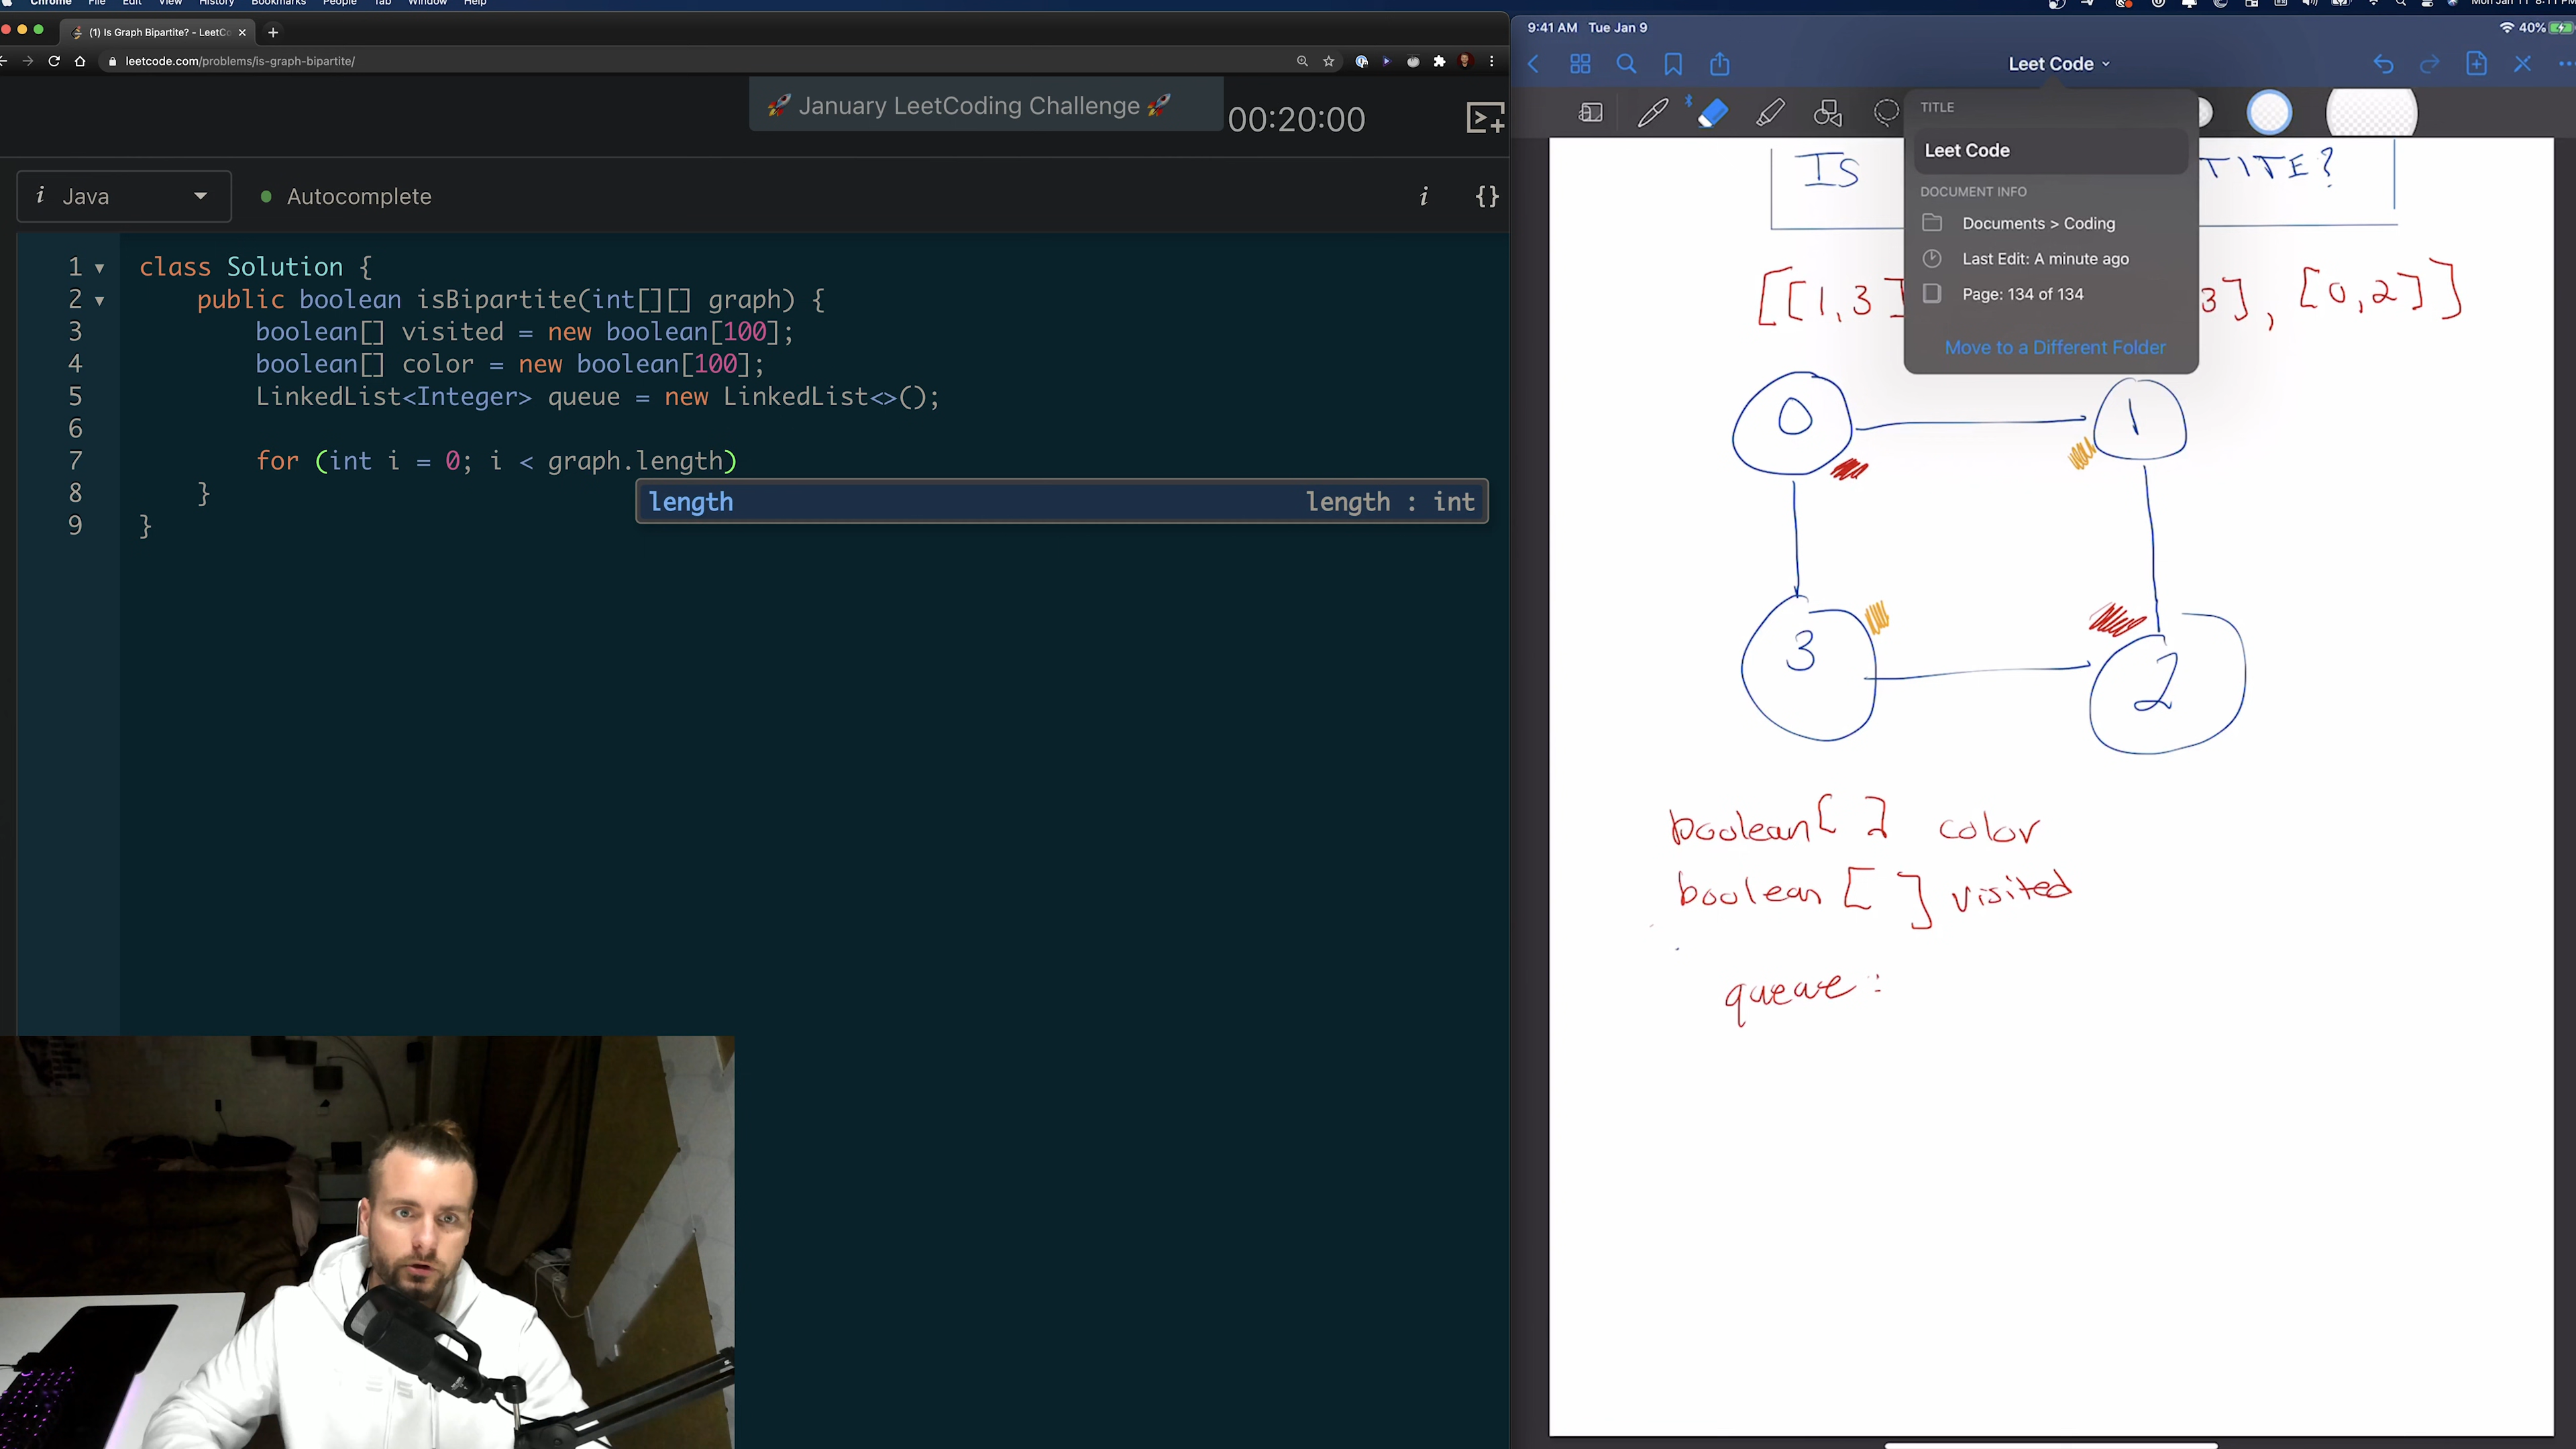 Chrome File Edit View History Bookmarks People Tab Window Help
(1) Is Graph Bipartite? - LeetCo
leetcode.com/problems/is-graph-bipartite/
🚀 January LeetCoding Challenge 🚀
00:20:00
i Java
Autocomplete
i {}
1 class Solution {
2 public boolean isBipartite(int[][] graph) {
3 boolean[] visited = new boolean[100];
4 boolean[] color = new boolean[100];
5 LinkedList<Integer> queue = new LinkedList<>();
6
7 for (int i = 0; i < graph.length)
8 }
9 }
length length : int
9:41 AM Tue Jan 9
40%
Leet Code
TITLE
Leet Code
DOCUMENT INFO
Documents > Coding
Last Edit: A minute ago
Page: 134 of 134
Move to a Different Folder
IS TITE?
[[1,3] 3], [0,2]]
0 1
3 2
boolean[ ] color
boolean [ ] visited
queue :